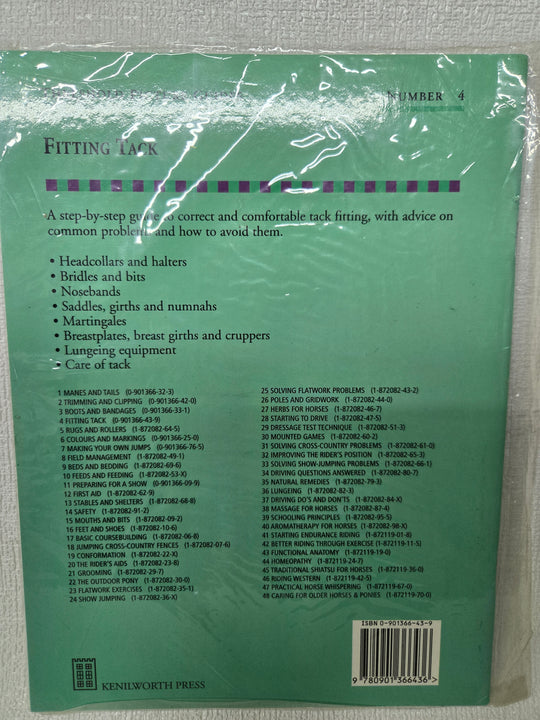 NUMBER 4
FITTING TACK
A step-by-step guide to correct and comfortable tack fitting, with advice on
common problems and how to avoid them.
• Headcollars and halters
• Bridles and bits
• Nosebands
• Saddles, girths and numnahs
• Martingales
• Breastplates, breast girths and cruppers
• Lungeing equipment
• Care of tack
1 MANES AND TAILS (0-901366-32-3)
2 TRIMMING AND CLIPPING (0-901366-42-0)
3 BOOTS AND BANDAGES (0-901366-33-1)
4 FITTING TACK (0-901366-43-9)
5 RUGS AND ROLLERS (1-872082-64-5)
6 COLOURS AND MARKINGS (0-901366-25-0)
7 MAKING YOUR OWN JUMPS (0-901366-76-5)
8 FIELD MANAGEMENT (1-872082-49-1)
9 BEDS AND BEDDING (1-872082-69-6)
10 FEEDS AND FEEDING (1-872082-53-X)
11 PREPARING FOR A SHOW (0-901366-09-9)
12 FIRST AID (1-872082-62-9)
13 STABLES AND SHELTERS (1-872082-68-8)
14 SAFETY (1-872082-91-2)
15 MOUTHS AND BITS (1-872082-09-2)
16 FEET AND SHOES (1-872082-10-6)
17 BASIC COURSEBUILDING (1-872082-06-8)
18 JUMPING CROSS-COUNTRY FENCES (1-872082-07-6)
19 CONFORMATION (1-872082-22-X)
20 THE RIDER'S AIDS (1-872082-23-8)
21 GROOMING (1-872082-29-7)
22 THE OUTDOOR PONY (1-872082-30-0)
23 FLATWORK EXERCISES (1-872082-35-1)
24 SHOW JUMPING (1-872082-36-X)
25 SOLVING FLATWORK PROBLEMS (1-872082-43-2)
26 POLES AND GRIDWORK (1-872082-44-0)
27 HERBS FOR HORSES (1-872082-46-7)
28 STARTING TO DRIVE (1-872082-47-5)
29 DRESSAGE TEST TECHNIQUE (1-872082-51-3)
30 MOUNTED GAMES (1-872082-60-2)
31 SOLVING CROSS-COUNTRY PROBLEMS (1-872082-61-0)
32 IMPROVING THE RIDER'S POSITION (1-872082-65-3)
33 SOLVING SHOW-JUMPING PROBLEMS (1-872082-66-1)
34 DRIVING QUESTIONS ANSWERED (1-872082-80-7)
35 NATURAL REMEDIES (1-872082-79-3)
36 LUNGEING (1-872082-82-3)
37 DRIVING DO'S AND DON'TS (1-872082-84-X)
38 MASSAGE FOR HORSES (1-872082-87-4)
39 SCHOOLING PRINCIPLES (1-872082-95-5)
40 AROMATHERAPY FOR HORSES (1-872082-98-X)
41 STARTING ENDURANCE RIDING (1-872119-01-8)
42 BETTER RIDING THROUGH EXERCISE (1-872119-11-5)
43 FUNCTIONAL ANATOMY (1-872119-19-0)
44 HOMEOPATHY (1-872119-24-7)
45 TRADITIONAL SHIATSU FOR HORSES (1-872119-36-0)
46 RIDING WESTERN (1-872119-42-5)
47 PRACTICAL HORSE WHISPERING (1-872119-67-0)
48 CARING FOR OLDER HORSES & PONIES (1-872119-70-0)
ISBN 0-901366-43-9
9 780901 366436 >
KENILWORTH PRESS